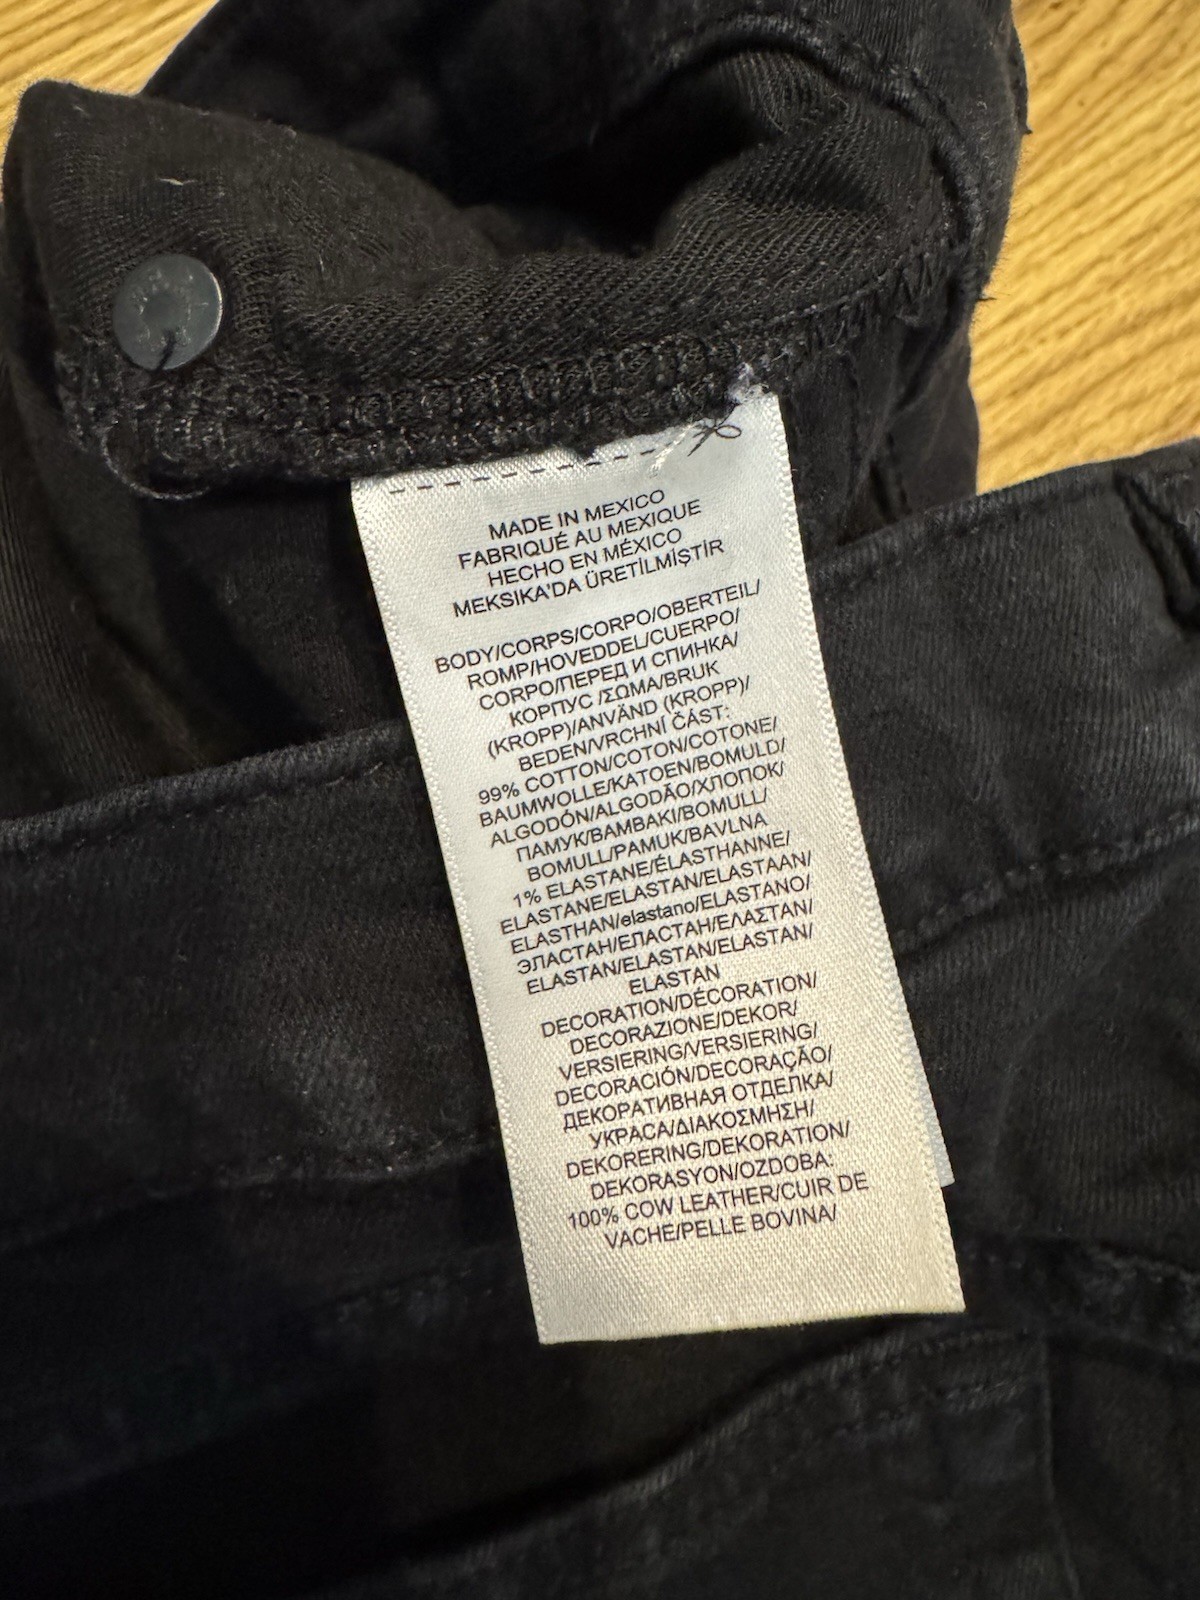 MADE IN MEXICO
FABRIQUÉ AU MEXIQUE
HECHO EN MÉXICO
MEKSIKA'DA ÜRETİLMİŞTİR
BODY/CORPS/CORPO/OBERTEIL/
ROMP/HOVEDDEL/CUERPO/
CORPO/ПЕРЕД И СПИНКА/
КОРПУС /ΣΩΜΑ/BRUK
(KROPP)/ANVÄND (KROPP)/
BEDEN/VRCHNÍ ČÁST:
99% COTTON/COTON/COTONE/
BAUMWOLLE/KATOEN/BOMULD/
ALGODÓN/ALGODÃO/ХЛОПОК/
ПАМУК/ΒΑΜΒΑΚΙ/BOMULL/
BOMULL/PAMUK/BAVLNA
1% ELASTANE/ÉLASTHANNE/
ELASTANE/ELASTAN/ELASTAAN/
ELASTHAN/elastano/ELASTANO/
ЭЛАСТАН/ЕЛАСТАН/ΕΛΑΣΤΑΝ/
ELASTAN/ELASTAN/ELASTAN/
ELASTAN
DECORATION/DÉCORATION/
DECORAZIONE/DEKOR/
VERSIERING/VERSIERING/
DECORACIÓN/DECORAÇÃO/
ДЕКОРАТИВНАЯ ОТДЕЛКА/
УКРАСА/ΔΙΑΚΟΣΜΗΣΗ/
DEKORERING/DEKORATION/
DEKORASYON/OZDOBA:
100% COW LEATHER/CUIR DE
VACHE/PELLE BOVINA/